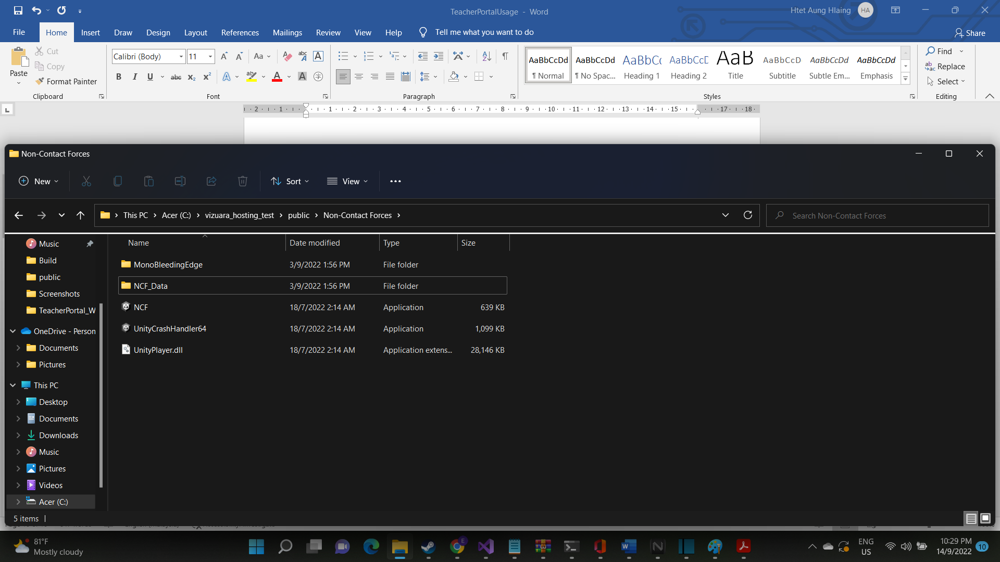 TeacherPortalUsage - Word
Htet Aung Hlaing
HA
File Home Insert Draw Design Layout References Mailings Review View Help Tell me what you want to do
Share
Paste
Cut
Copy
Format Painter
Clipboard
Calibri (Body) 11
Aa
B I U abc x₂ x² A A A
Font
Paragraph
AaBbCcDd AaBbCcDd AaBbCc AaBbCcD AaB AaBbCcD AaBbCcDd AaBbCcDd
¶ Normal ¶ No Spac... Heading 1 Heading 2 Title Subtitle Subtle Em... Emphasis
Styles
Find
Replace
Select
Editing
2 1 1 2 3 4 5 6 7 8 9 10 11 12 13 14 15 17 18
Non-Contact Forces
New Sort View
This PC Acer (C:) vizuara_hosting_test public Non-Contact Forces
Search Non-Contact Forces
Music
Build
public
Screenshots
TeacherPortal_W
OneDrive - Person
Documents
Pictures
This PC
Desktop
Documents
Downloads
Music
Pictures
Videos
Acer (C:)
Name Date modified Type Size
MonoBleedingEdge 3/9/2022 1:56 PM File folder
NCF_Data 3/9/2022 1:56 PM File folder
NCF 18/7/2022 2:14 AM Application 639 KB
UnityCrashHandler64 18/7/2022 2:14 AM Application 1,099 KB
UnityPlayer.dll 18/7/2022 2:14 AM Application extens... 28,146 KB
5 items
81°F
Mostly cloudy
ENG
US
10:29 PM
14/9/2022
10